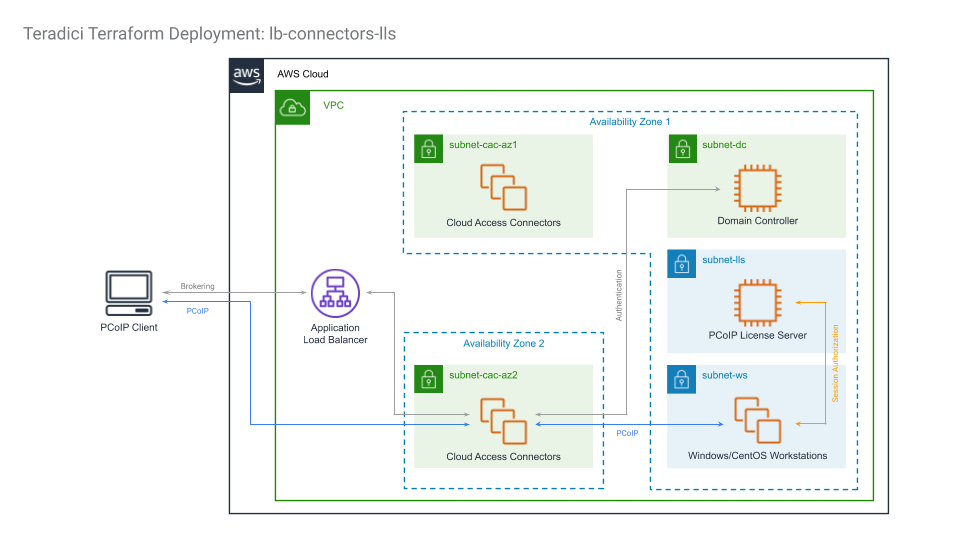 Teradici Terraform Deployment: lb-connectors-lls
aws
AWS Cloud
VPC
Availability Zone 1
subnet-cac-az1
Cloud Access Connectors
subnet-dc
Domain Controller
subnet-lls
PCoIP License Server
Authentication
Session Authorization
Brokering
PCoIP
PCoIP Client
Application
Load Balancer
Availability Zone 2
subnet-cac-az2
Cloud Access Connectors
PCoIP
subnet-ws
Windows/CentOS Workstations